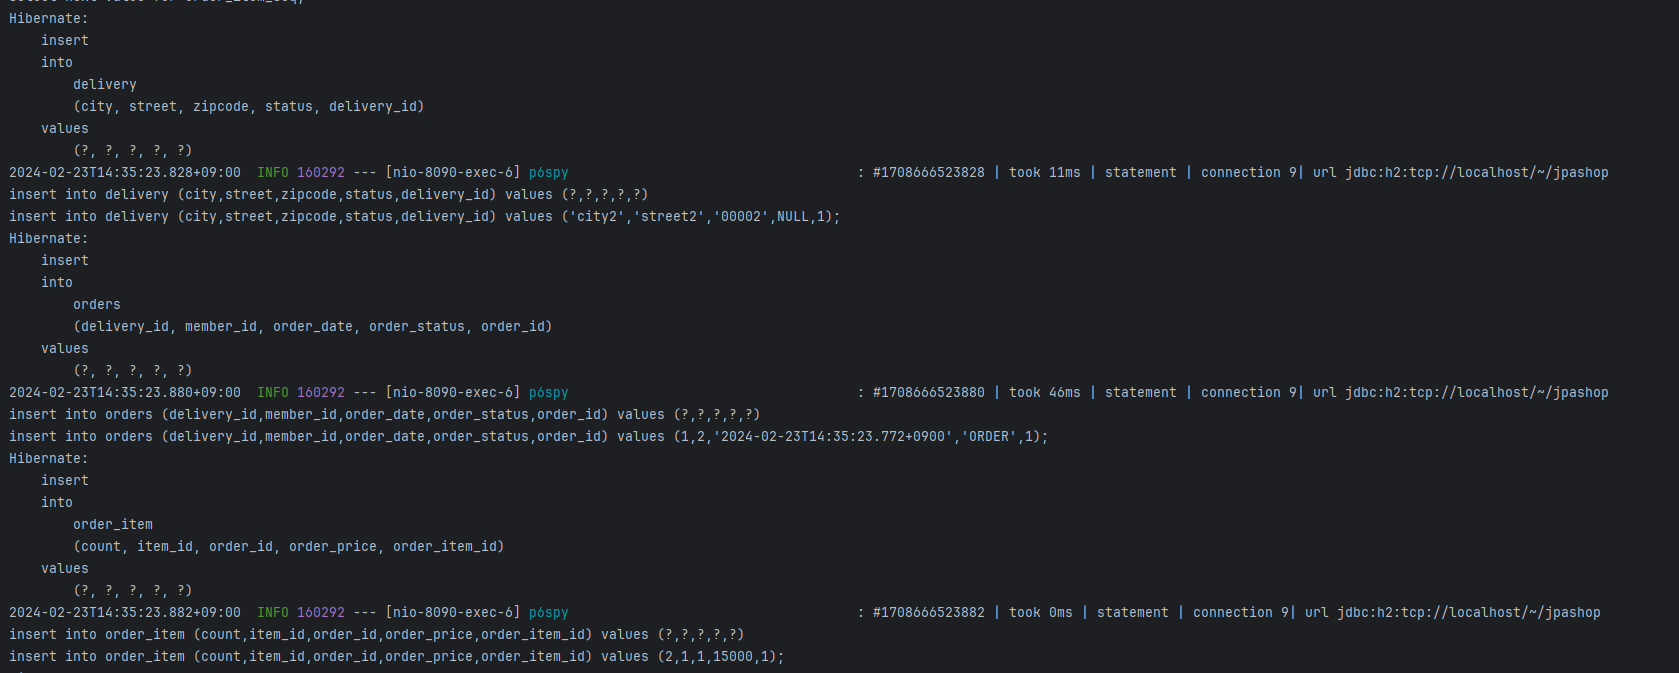 select next value for order_item_seq;
Hibernate:
    insert
    into
        delivery
        (city, street, zipcode, status, delivery_id)
    values
        (?, ?, ?, ?, ?)
2024-02-23T14:35:23.828+09:00  INFO 160292 --- [nio-8090-exec-6] p6spy                                    : #1708666523828 | took 11ms | statement | connection 9| url jdbc:h2:tcp://localhost/~/jpashop
insert into delivery (city,street,zipcode,status,delivery_id) values (?,?,?,?,?)
insert into delivery (city,street,zipcode,status,delivery_id) values ('city2','street2','00002',NULL,1);
Hibernate:
    insert
    into
        orders
        (delivery_id, member_id, order_date, order_status, order_id)
    values
        (?, ?, ?, ?, ?)
2024-02-23T14:35:23.880+09:00  INFO 160292 --- [nio-8090-exec-6] p6spy                                    : #1708666523880 | took 46ms | statement | connection 9| url jdbc:h2:tcp://localhost/~/jpashop
insert into orders (delivery_id,member_id,order_date,order_status,order_id) values (?,?,?,?,?)
insert into orders (delivery_id,member_id,order_date,order_status,order_id) values (1,2,'2024-02-23T14:35:23.772+0900','ORDER',1);
Hibernate:
    insert
    into
        order_item
        (count, item_id, order_id, order_price, order_item_id)
    values
        (?, ?, ?, ?, ?)
2024-02-23T14:35:23.882+09:00  INFO 160292 --- [nio-8090-exec-6] p6spy                                    : #1708666523882 | took 0ms | statement | connection 9| url jdbc:h2:tcp://localhost/~/jpashop
insert into order_item (count,item_id,order_id,order_price,order_item_id) values (?,?,?,?,?)
insert into order_item (count,item_id,order_id,order_price,order_item_id) values (2,1,1,15000,1);